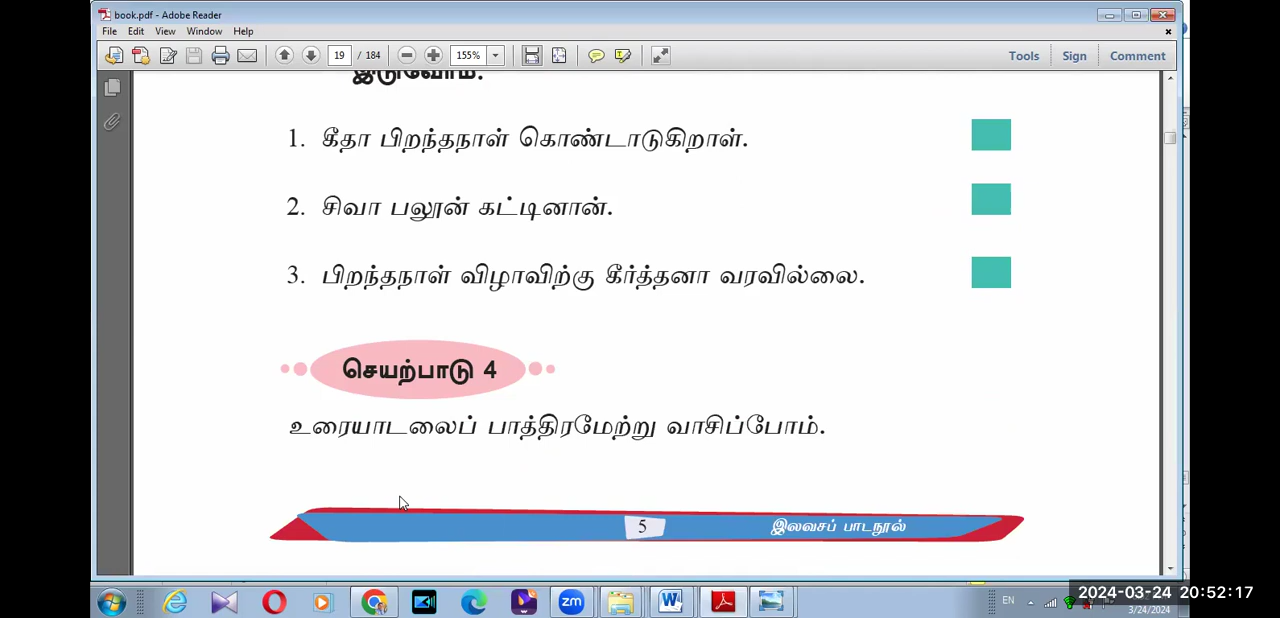 book.pdf - Adobe Reader
File Edit View Window Help
19 / 184 155% Tools Sign Comment
இடுவோம்.
1. கீதா பிறந்தநாள் கொண்டாடுகிறாள்.
2. சிவா பலூன் கட்டினான்.
3. பிறந்தநாள் விழாவிற்கு கீர்த்தனா வரவில்லை.
செயற்பாடு 4
உரையாடலைப் பாத்திரமேற்று வாசிப்போம்.
5 இலவசப் பாடநூல்
EN
2024-03-24 20:52:17
3/24/2024